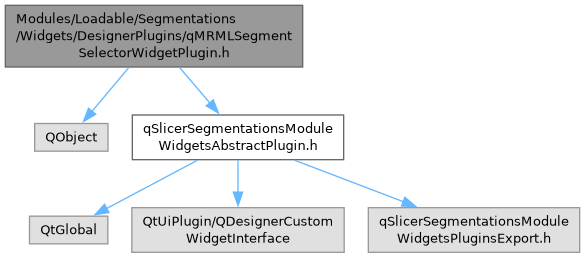 Modules/Loadable/Segmentations
/Widgets/DesignerPlugins/qMRMLSegment
SelectorWidgetPlugin.h
QObject
qSlicerSegmentationsModule
WidgetsAbstractPlugin.h
QtGlobal
QtUiPlugin/QDesignerCustom
WidgetInterface
qSlicerSegmentationsModule
WidgetsPluginsExport.h